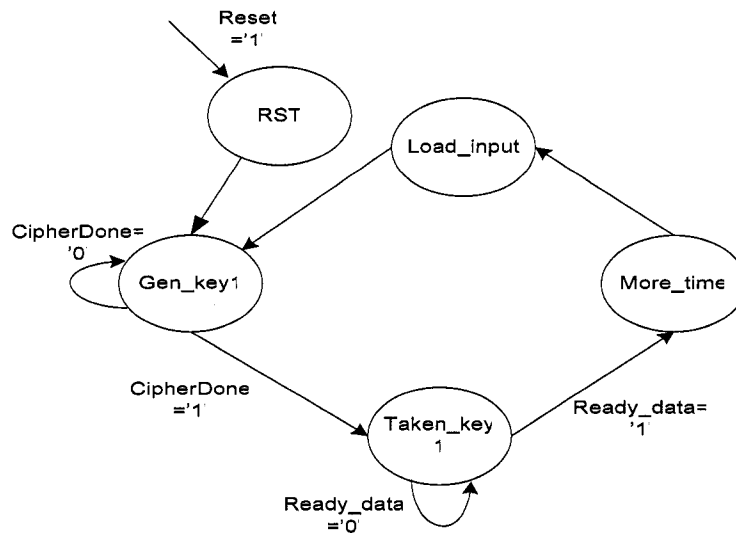 Reset
='1'
RST
Load_input
CipherDone=
'0'
Gen_key1
More_time
CipherDone
='1'
Taken_key
1
Ready_data=
'1'
Ready_data
='0'